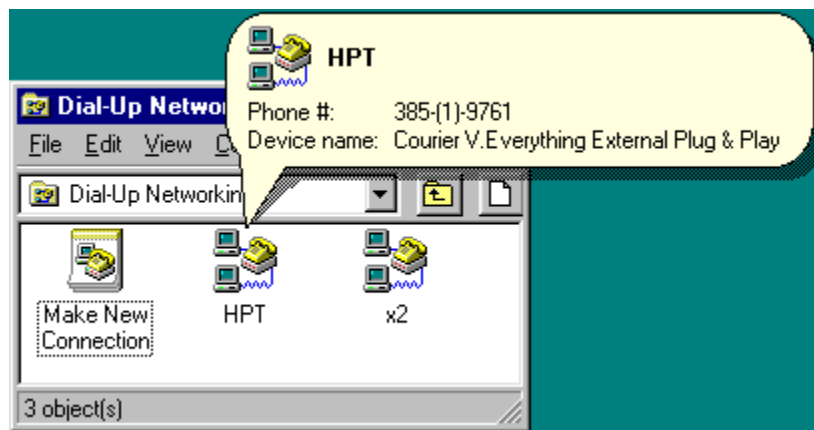 HPT
Phone #: 385-(1)-9761
Device name: Courier V.Everything External Plug & Play
Dial-Up Networ
File Edit View
Dial-Up Networkin
Make New
Connection
HPT
x2
3 object(s)